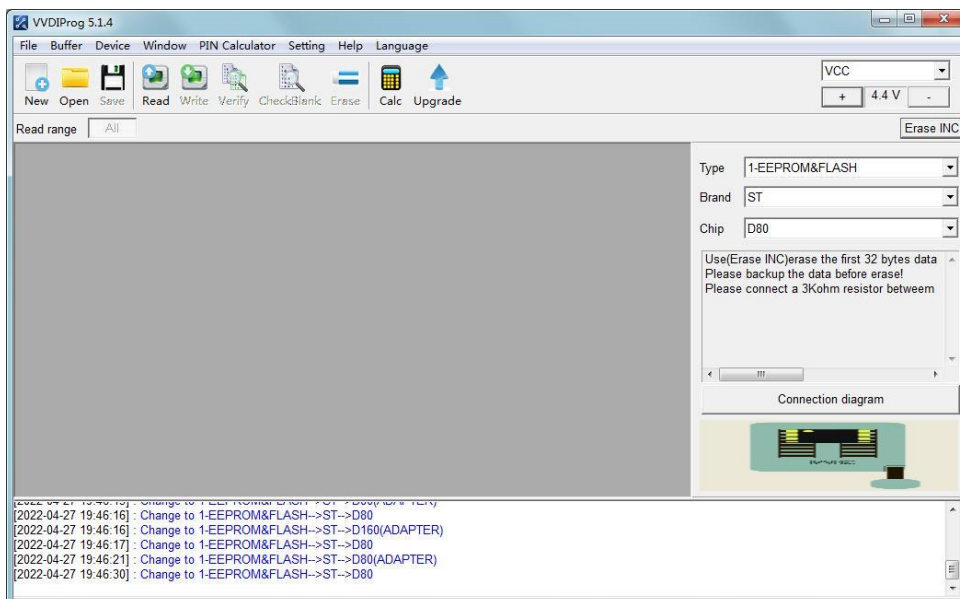 VVDIProg 5.1.4
File Buffer Device Window PIN Calculator Setting Help Language
New Open Save Read Write Verify CheckBlank Erase Calc Upgrade
VCC
+ 4.4 V -
Read range All Erase INC
Type 1-EEPROM&FLASH
Brand ST
Chip D80
Use(Erase INC)erase the first 32 bytes data
Please backup the data before erase!
Please connect a 3Kohm resistor betweem
Connection diagram
[2022-04-27 19:46:16] : Change to 1-EEPROM&FLASH-->ST-->D80
[2022-04-27 19:46:16] : Change to 1-EEPROM&FLASH-->ST-->D160(ADAPTER)
[2022-04-27 19:46:17] : Change to 1-EEPROM&FLASH-->ST-->D80
[2022-04-27 19:46:21] : Change to 1-EEPROM&FLASH-->ST-->D80(ADAPTER)
[2022-04-27 19:46:30] : Change to 1-EEPROM&FLASH-->ST-->D80